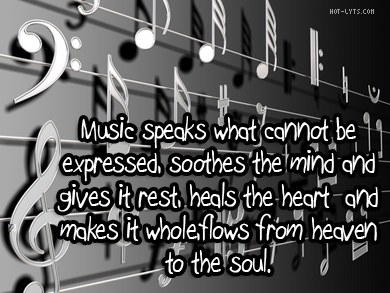 HOT-LYTS.COM
Music speaks what cannot be
expressed, soothes the mind and
gives it rest, heals the heart and
makes it whole,flows from heaven
to the soul.